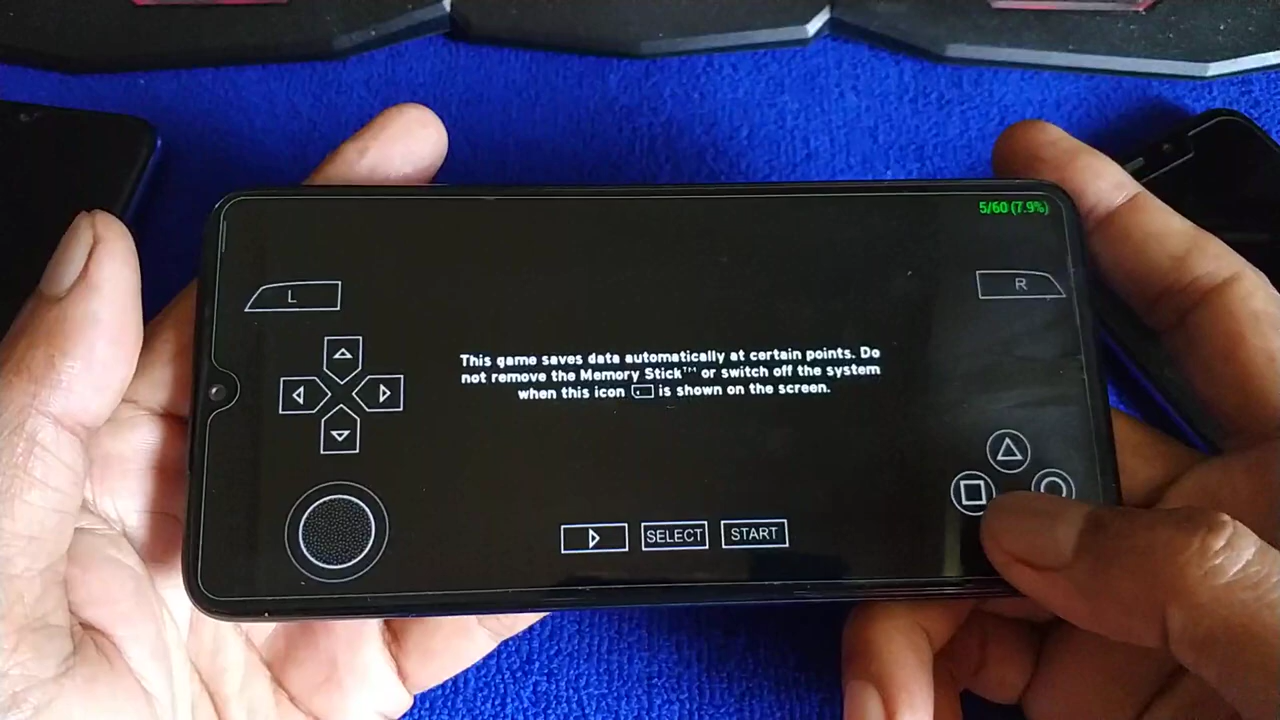 5/60 (7.9%)
L
R
This game saves data automatically at certain points. Do
not remove the Memory Stick™ or switch off the system
when this icon is shown on the screen.
SELECT
START